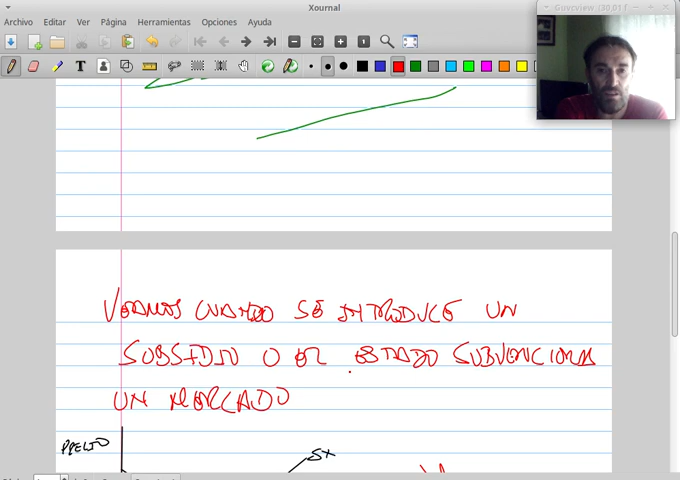 Xournal
Archivo Editar Ver Página Herramientas Opciones Ayuda
T
VEAMOS CUANDO SE INTRODUCE UN
SUBSIDIO O EL ESTADO SUBVENCIONA
UN MERCADO
PRECIO
SX